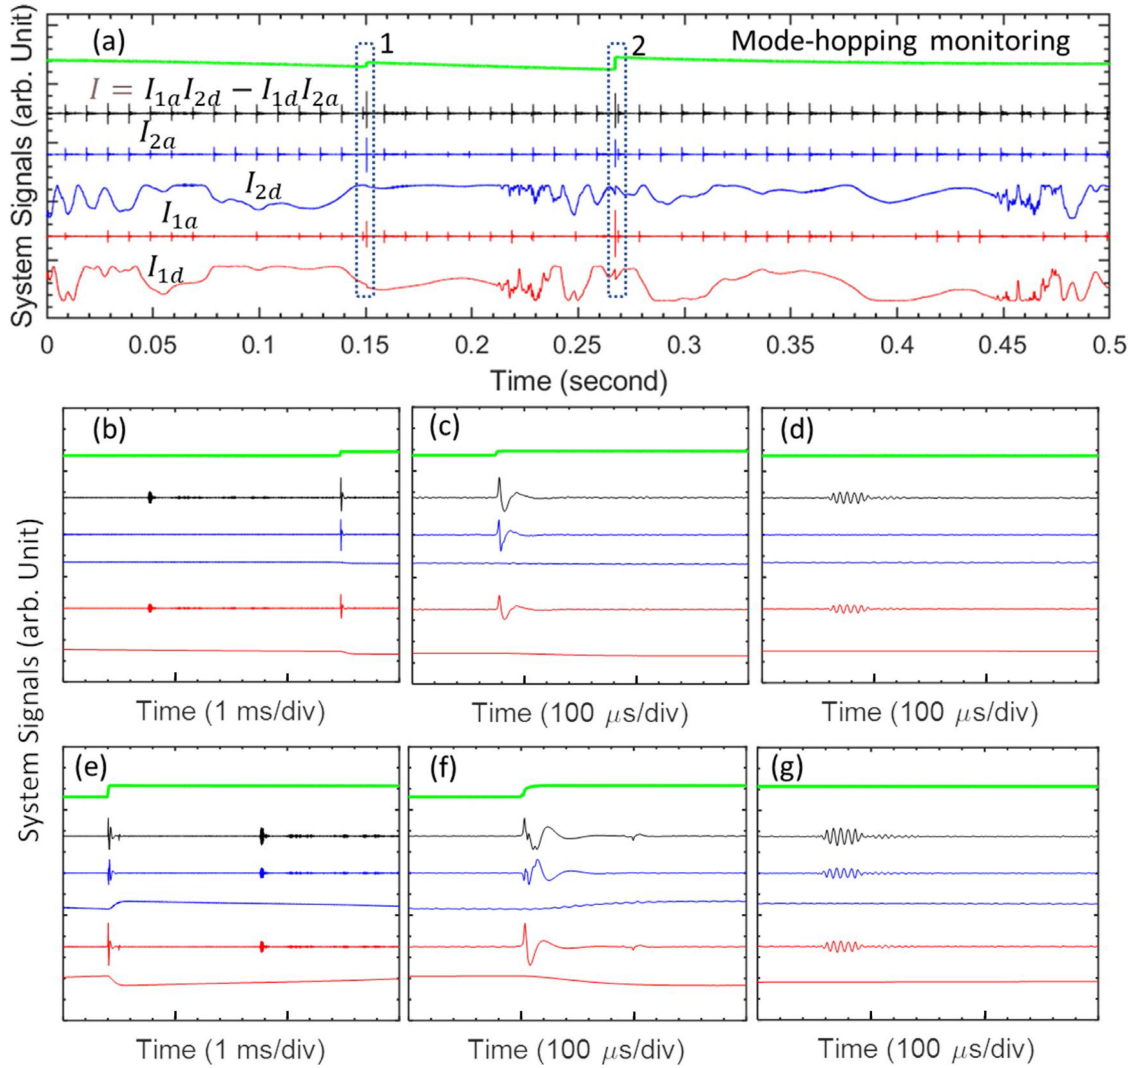 (a)
1
2
Mode-hopping monitoring
I = I₁ₐI₂d − I₁dI₂ₐ
I₂ₐ
I₂d
I₁ₐ
I₁d
System Signals (arb. Unit)
0 0.05 0.1 0.15 0.2 0.25 0.3 0.35 0.4 0.45 0.5
Time (second)
(b)
(c)
(d)
Time (1 ms/div)
Time (100 μs/div)
Time (100 μs/div)
System Signals (arb. Unit)
(e)
(f)
(g)
Time (1 ms/div)
Time (100 μs/div)
Time (100 μs/div)